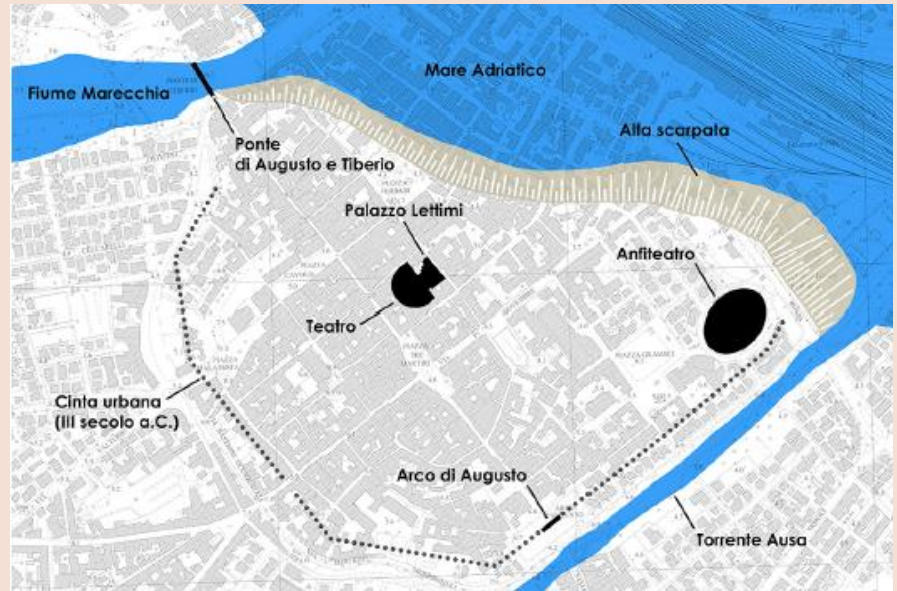 Mare Adriatico
Fiume Marecchia
Alta scarpata
Ponte
di Augusto e Tiberio
Palazzo Lettimi
Anfiteatro
Teatro
Cinta urbana
(III secolo a.C.)
Arco di Augusto
Torrente Ausa